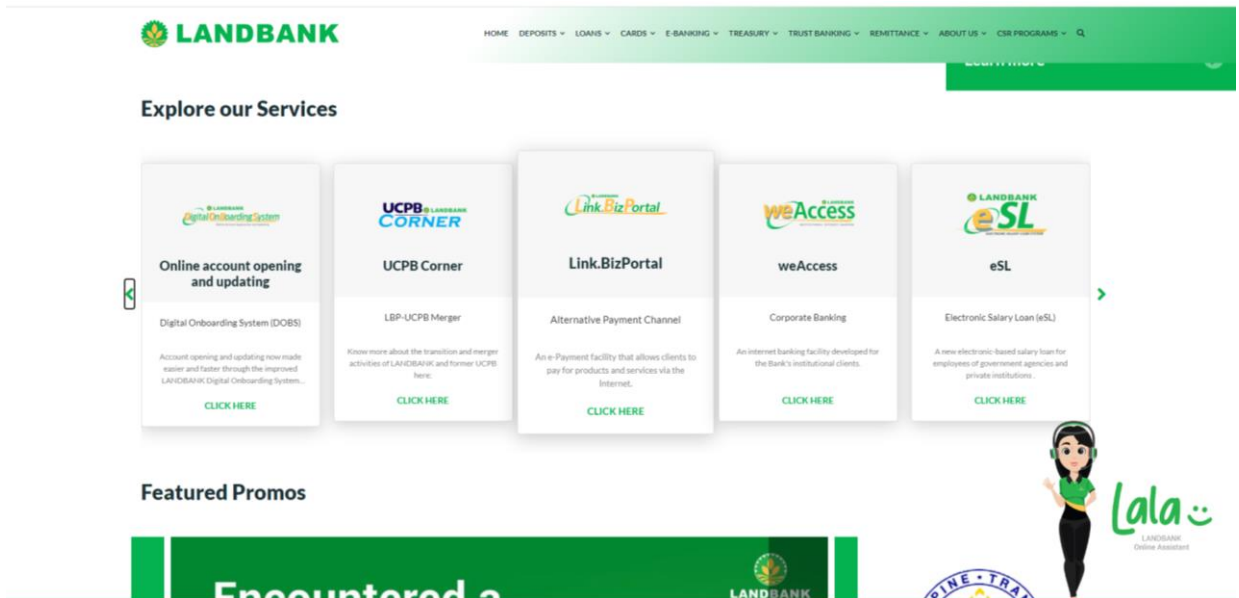 LANDBANK
HOME DEPOSITS LOANS CARDS E-BANKING TREASURY TRUST BANKING REMITTANCE ABOUT US CSR PROGRAMS
Learn more
Explore our Services
LANDBANK
Digital OnBoarding System
Online account opening
and updating
Digital Onboarding System (DOBS)
Account opening and updating now made
easier and faster through the improved
LANDBANK Digital Onboarding System...
CLICK HERE
UCPB LANDBANK
CORNER
UCPB Corner
LBP-UCPB Merger
Know more about the transition and merger
activities of LANDBANK and former UCPB
here:
CLICK HERE
LANDBANK
Link.BizPortal
Link.BizPortal
Alternative Payment Channel
An e-Payment facility that allows clients to
pay for products and services via the
Internet.
CLICK HERE
LANDBANK
weAccess
weAccess
Corporate Banking
An internet banking facility developed for
the Bank's institutional clients.
CLICK HERE
LANDBANK
eSL
eSL
Electronic Salary Loan (eSL)
A new electronic-based salary loan for
employees of government agencies and
private institutions .
CLICK HERE
Featured Promos
Lala
LANDBANK
Online Assistant
Encountered a
LANDBANK